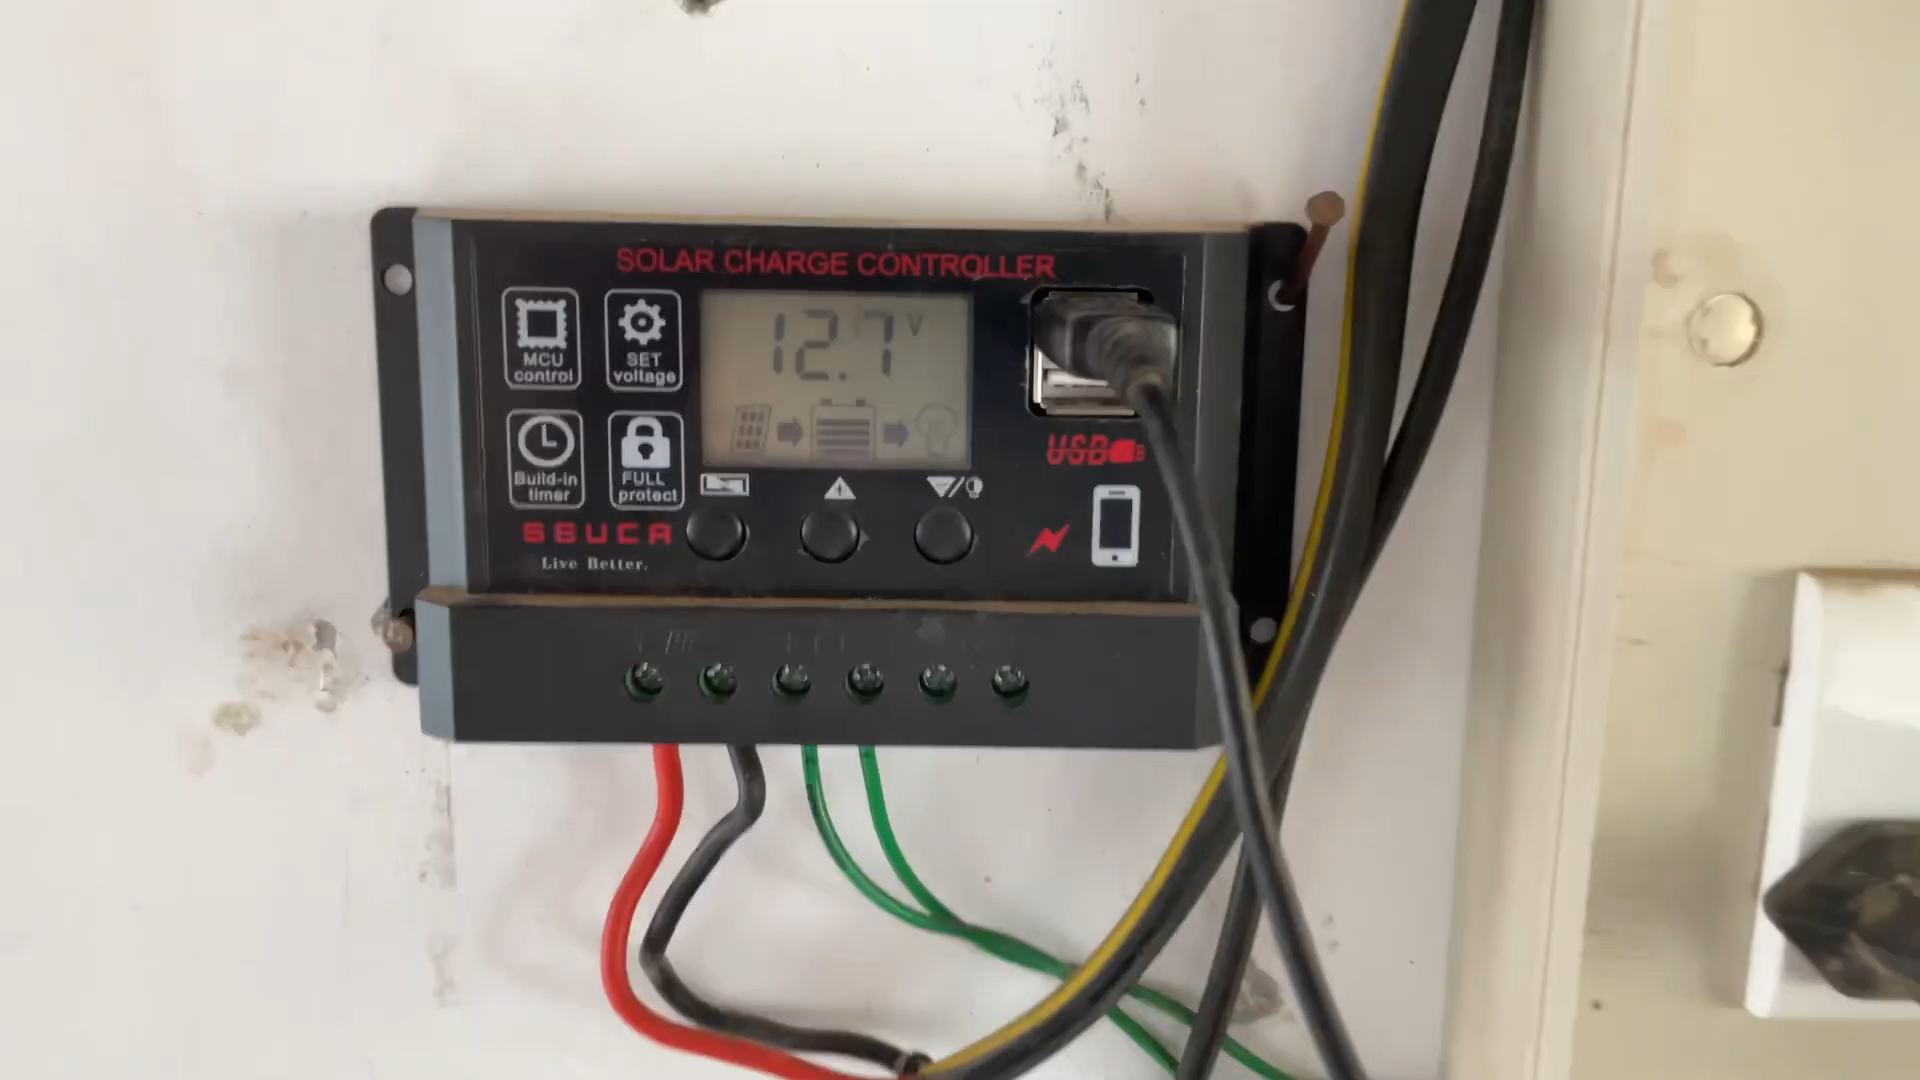 SOLAR CHARGE CONTROLLER
MCU
control
SET
voltage
12.7 V
Build-in
timer
FULL
protect
USB
SGUCA
Live Better.